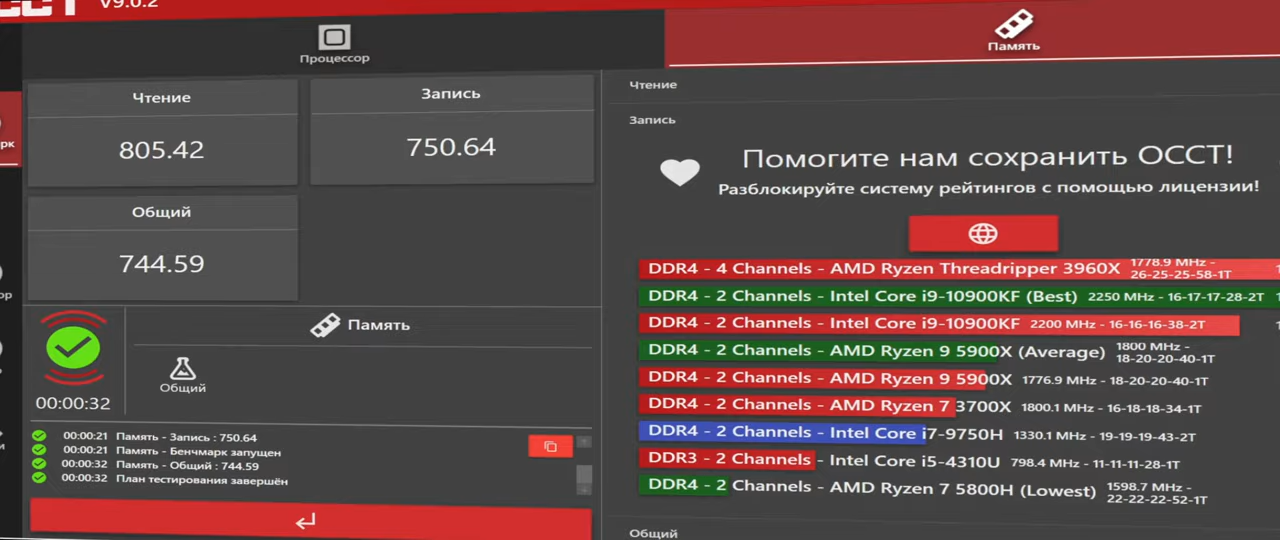 OCCT v9.0.2
Процессор
Память
рк
ор
и
Чтение
805.42
Запись
750.64
Общий
744.59
Память
Общий
00:00:32
00:00:21 Память - Запись : 750.64
00:00:21 Память - Бенчмарк запущен
00:00:32 Память - Общий : 744.59
00:00:32 План тестирования завершён
Чтение
Запись
Помогите нам сохранить OCCT!
Разблокируйте систему рейтингов с помощью лицензии!
DDR4 - 4 Channels - AMD Ryzen Threadripper 3960X 1778.9 MHz -
26-25-25-58-1T
DDR4 - 2 Channels - Intel Core i9-10900KF (Best) 2250 MHz - 16-17-17-28-2T
DDR4 - 2 Channels - Intel Core i9-10900KF 2200 MHz - 16-16-16-38-2T
DDR4 - 2 Channels - AMD Ryzen 9 5900X (Average) 1800 MHz -
18-20-20-40-1T
DDR4 - 2 Channels - AMD Ryzen 9 5900X 1776.9 MHz - 18-20-20-40-1T
DDR4 - 2 Channels - AMD Ryzen 7 3700X 1800.1 MHz - 16-18-18-34-1T
DDR4 - 2 Channels - Intel Core i7-9750H 1330.1 MHz - 19-19-19-43-2T
DDR3 - 2 Channels - Intel Core i5-4310U 798.4 MHz - 11-11-11-28-1T
DDR4 - 2 Channels - AMD Ryzen 7 5800H (Lowest) 1598.7 MHz -
22-22-22-52-1T
Общий